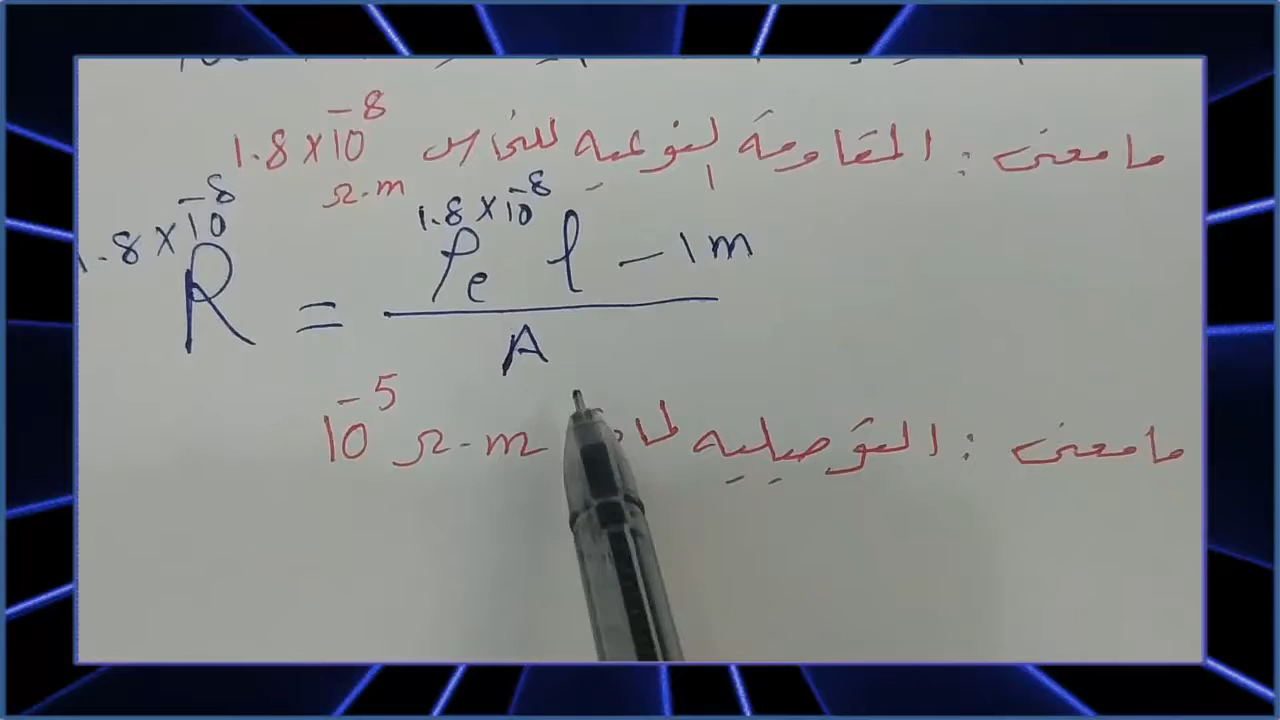 ما معنى : المقاومة النوعية للنحاس 1.8×10⁻⁸
Ω.m
1.8×10⁻⁸
1.8×10⁻⁸
R = ρₑ l / A – 1m
ما معنى : التوصلية 10⁻⁵ Ω.m